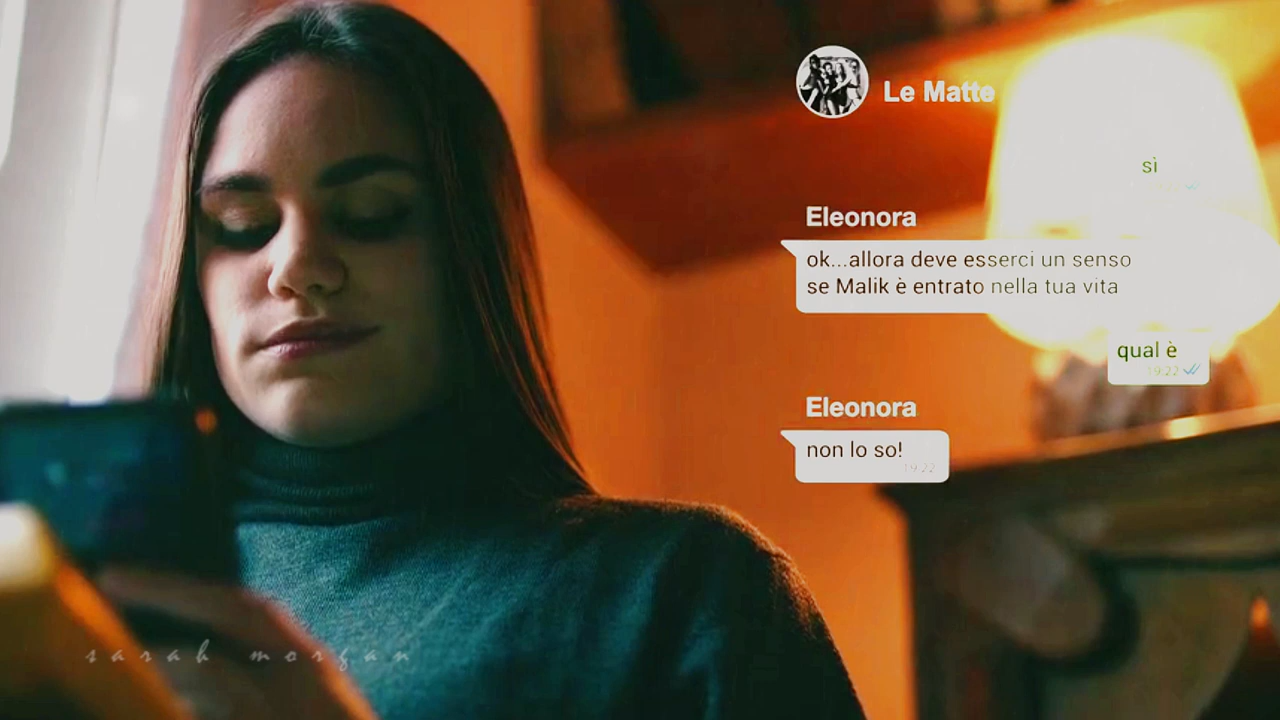 Le Matte
sì
Eleonora
ok...allora deve esserci un senso
se Malik è entrato nella tua vita
qual è
19:22
Eleonora
non lo so!
19:22
sarah morgan